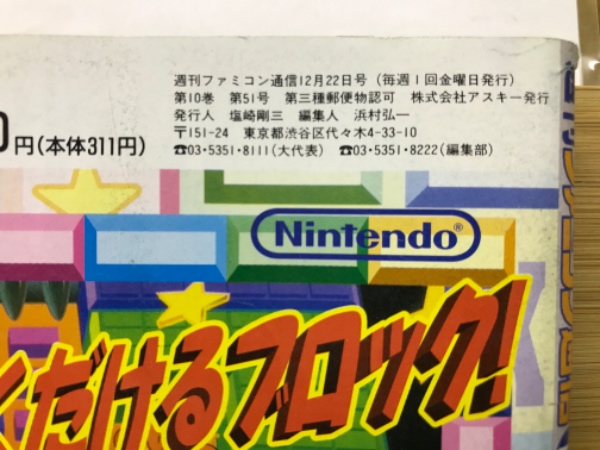 週刊ファミコン通信12月22日号（毎週1回金曜日発行）
第10巻 第51号 第三種郵便物認可 株式会社アスキー発行
発行人 塩崎剛三 編集人 浜村弘一
〒151-24 東京都渋谷区代々木4-33-10
☎03・5351・8111(大代表) ☎03・5351・8222(編集部)
円(本体311円)
Nintendo®
くだけるブロック!